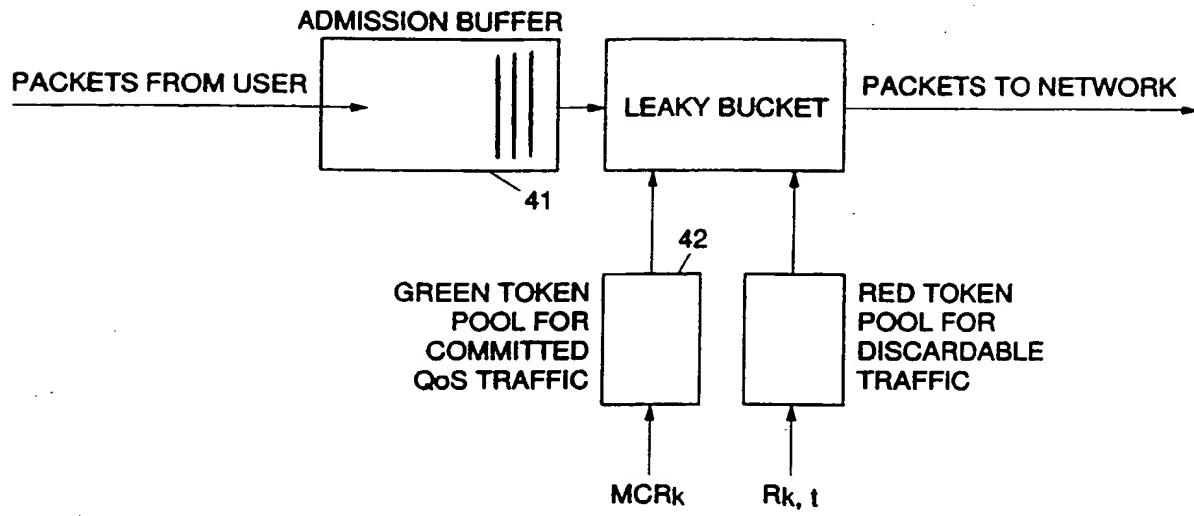 ADMISSION BUFFER
PACKETS FROM USER
LEAKY BUCKET
PACKETS TO NETWORK
41
42
GREEN TOKEN
POOL FOR
COMMITTED
QoS TRAFFIC
RED TOKEN
POOL FOR
DISCARDABLE
TRAFFIC
MCRk
Rk, t